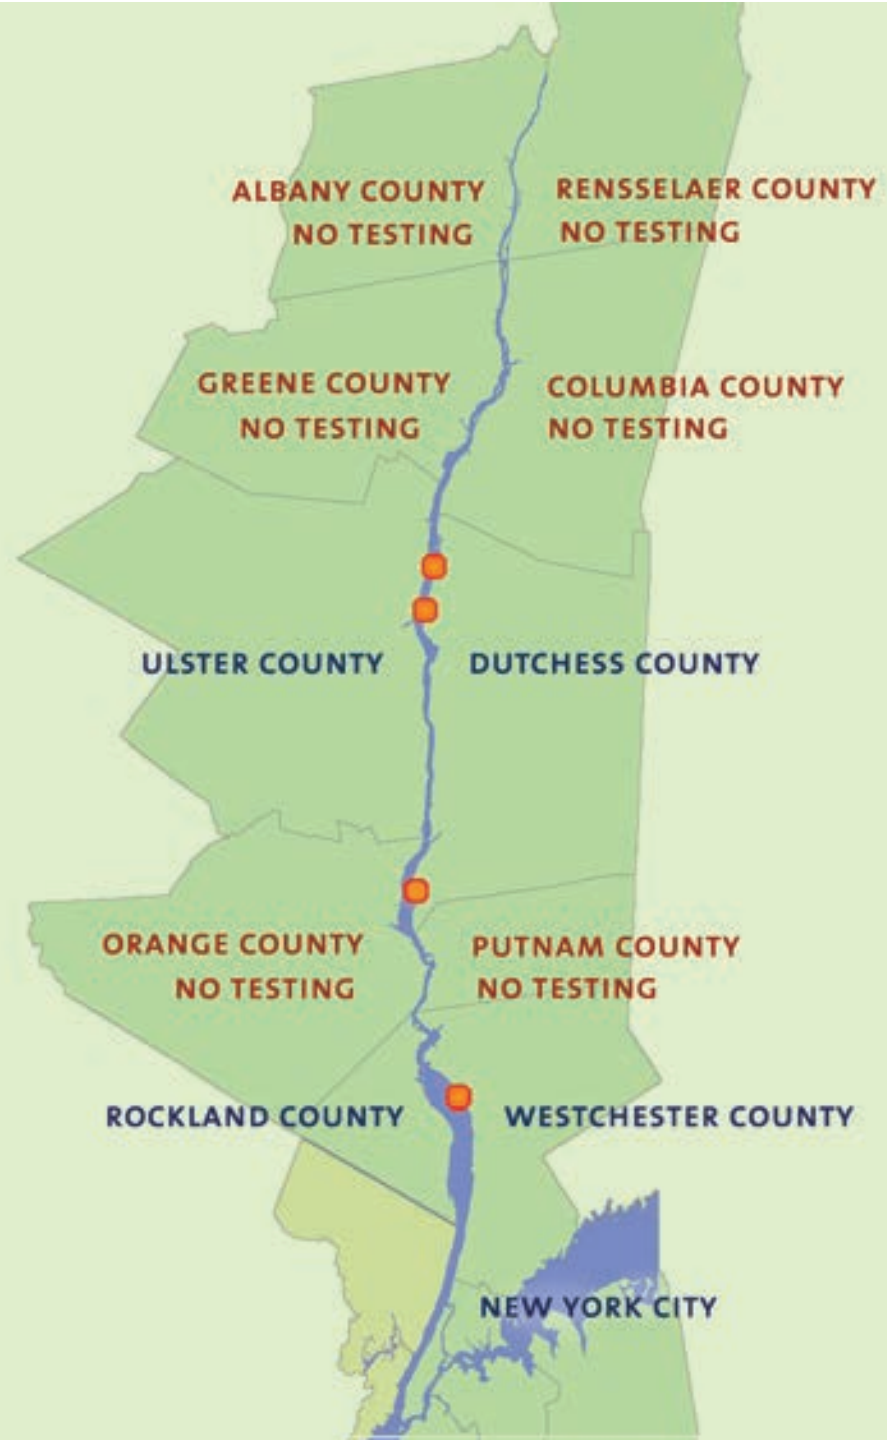 ALBANY COUNTY
NO TESTING
RENSSELAER COUNTY
NO TESTING
GREENE COUNTY
NO TESTING
COLUMBIA COUNTY
NO TESTING
ULSTER COUNTY
DUTCHESS COUNTY
ORANGE COUNTY
NO TESTING
PUTNAM COUNTY
NO TESTING
ROCKLAND COUNTY
WESTCHESTER COUNTY
NEW YORK CITY